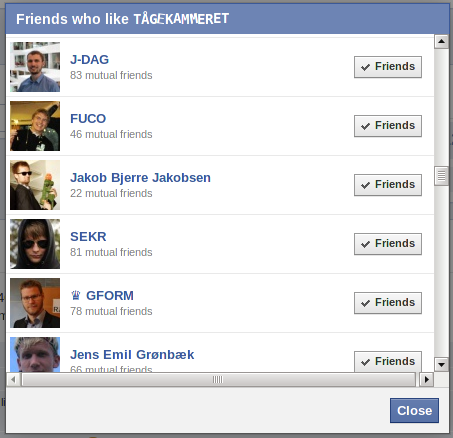 Friends who like TÅGEKAMMERET
J-DAG
83 mutual friends
Friends
FUCO
46 mutual friends
Friends
Jakob Bjerre Jakobsen
22 mutual friends
Friends
SEKR
81 mutual friends
Friends
♛ GFORM
78 mutual friends
Friends
Jens Emil Grønbæk
66 mutual friends
Friends
Close